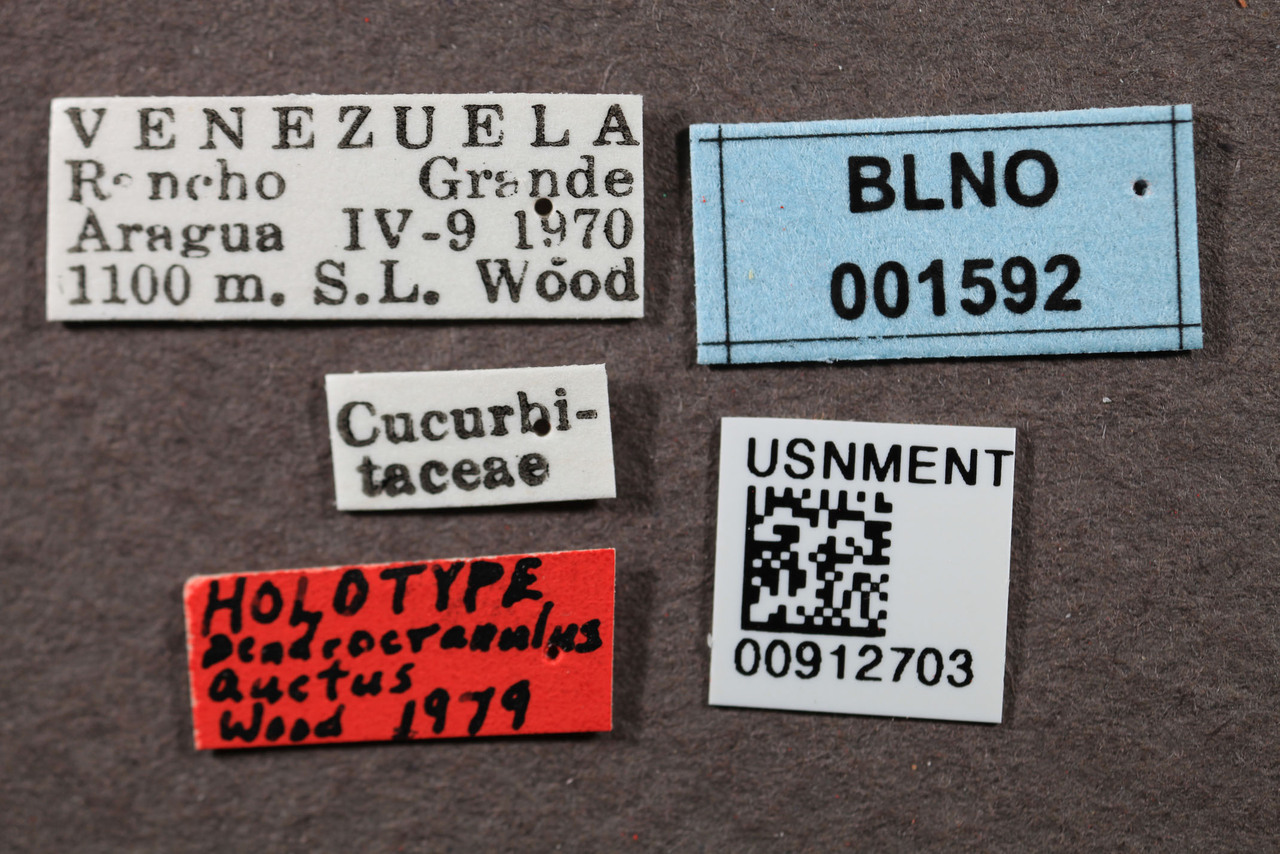 VENEZUELA
Rancho Grande
Aragua IV-9 1970
1100 m. S.L. Wood
Cucurbi-
taceae
HOLOTYPE
Dendrocranulus
auctus
Wood 1979
BLNO
001592
USNMENT
00912703